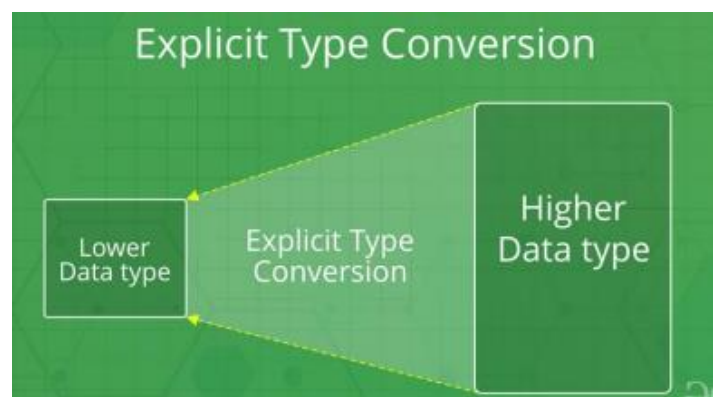 Explicit Type Conversion
Lower
Data type
Explicit Type
Conversion
Higher
Data type